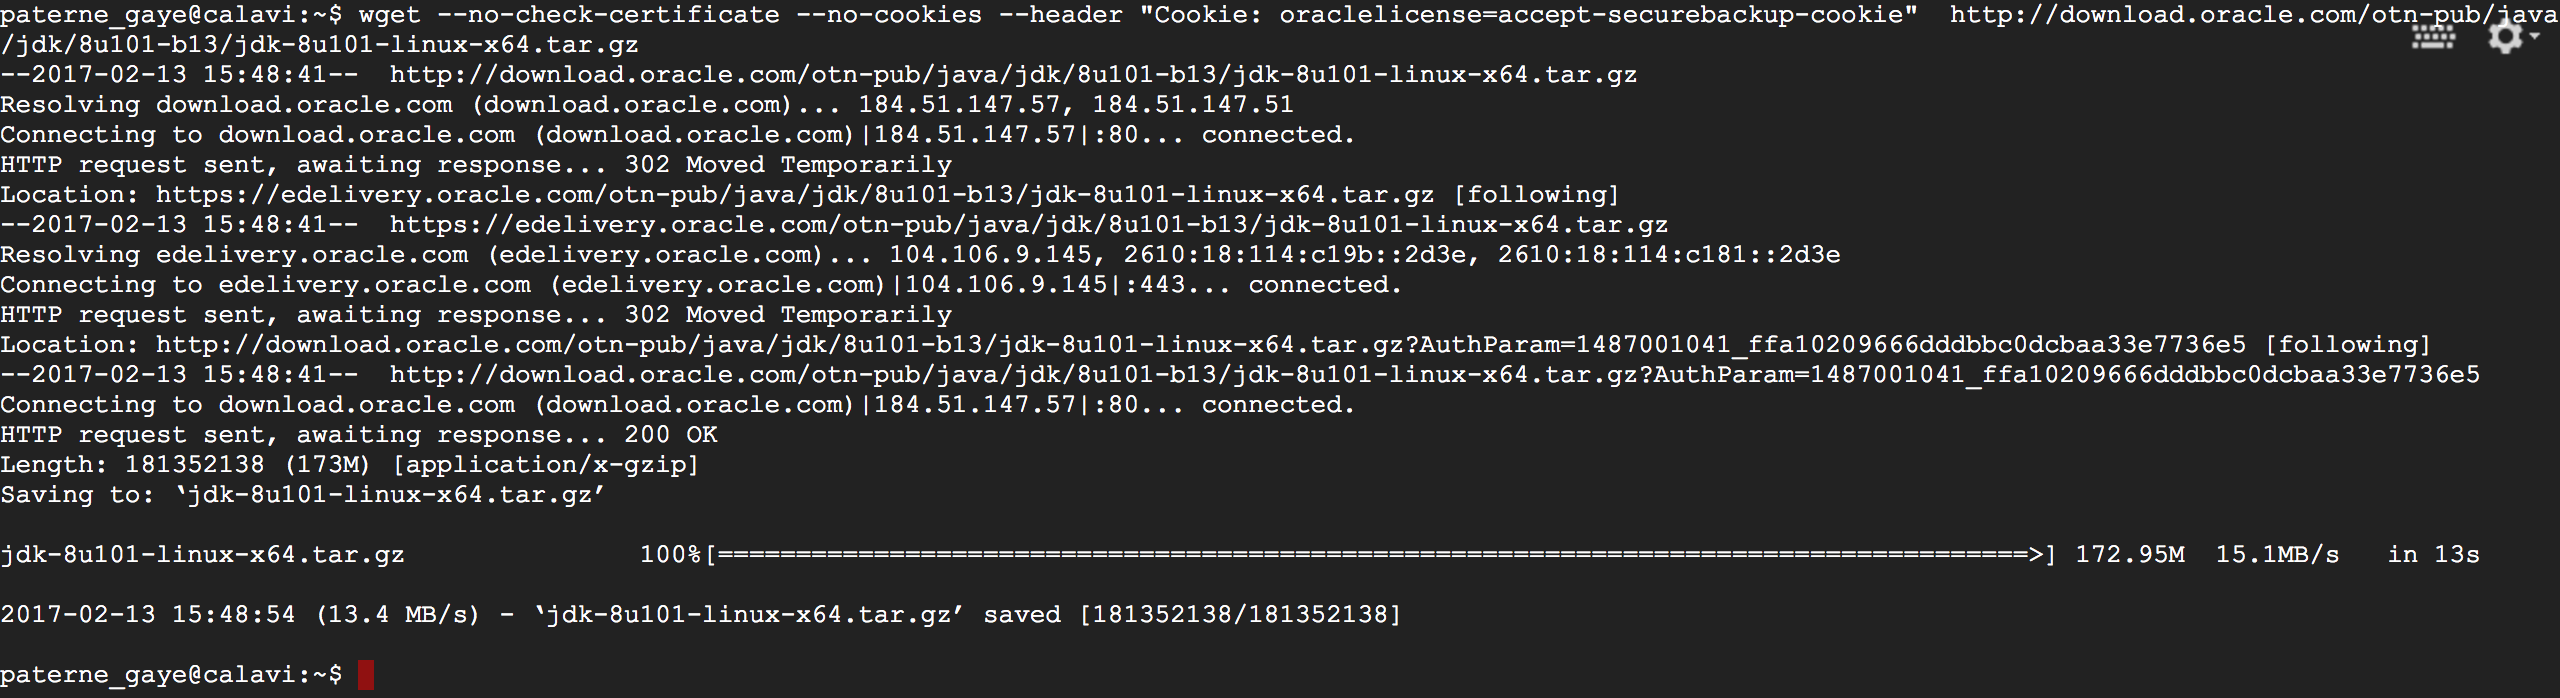 paterne_gaye@calavi:~$ wget --no-check-certificate --no-cookies --header "Cookie: oraclelicense=accept-securebackup-cookie"  http://download.oracle.com/otn-pub/java
/jdk/8u101-b13/jdk-8u101-linux-x64.tar.gz
--2017-02-13 15:48:41--  http://download.oracle.com/otn-pub/java/jdk/8u101-b13/jdk-8u101-linux-x64.tar.gz
Resolving download.oracle.com (download.oracle.com)... 184.51.147.57, 184.51.147.51
Connecting to download.oracle.com (download.oracle.com)|184.51.147.57|:80... connected.
HTTP request sent, awaiting response... 302 Moved Temporarily
Location: https://edelivery.oracle.com/otn-pub/java/jdk/8u101-b13/jdk-8u101-linux-x64.tar.gz [following]
--2017-02-13 15:48:41--  https://edelivery.oracle.com/otn-pub/java/jdk/8u101-b13/jdk-8u101-linux-x64.tar.gz
Resolving edelivery.oracle.com (edelivery.oracle.com)... 104.106.9.145, 2610:18:114:c19b::2d3e, 2610:18:114:c181::2d3e
Connecting to edelivery.oracle.com (edelivery.oracle.com)|104.106.9.145|:443... connected.
HTTP request sent, awaiting response... 302 Moved Temporarily
Location: http://download.oracle.com/otn-pub/java/jdk/8u101-b13/jdk-8u101-linux-x64.tar.gz?AuthParam=1487001041_ffa10209666dddbbc0dcbaa33e7736e5 [following]
--2017-02-13 15:48:41--  http://download.oracle.com/otn-pub/java/jdk/8u101-b13/jdk-8u101-linux-x64.tar.gz?AuthParam=1487001041_ffa10209666dddbbc0dcbaa33e7736e5
Connecting to download.oracle.com (download.oracle.com)|184.51.147.57|:80... connected.
HTTP request sent, awaiting response... 200 OK
Length: 181352138 (173M) [application/x-gzip]
Saving to: ‘jdk-8u101-linux-x64.tar.gz’
jdk-8u101-linux-x64.tar.gz               100%[====================================================================================>] 172.95M  15.1MB/s   in 13s
2017-02-13 15:48:54 (13.4 MB/s) - ‘jdk-8u101-linux-x64.tar.gz’ saved [181352138/181352138]
paterne_gaye@calavi:~$